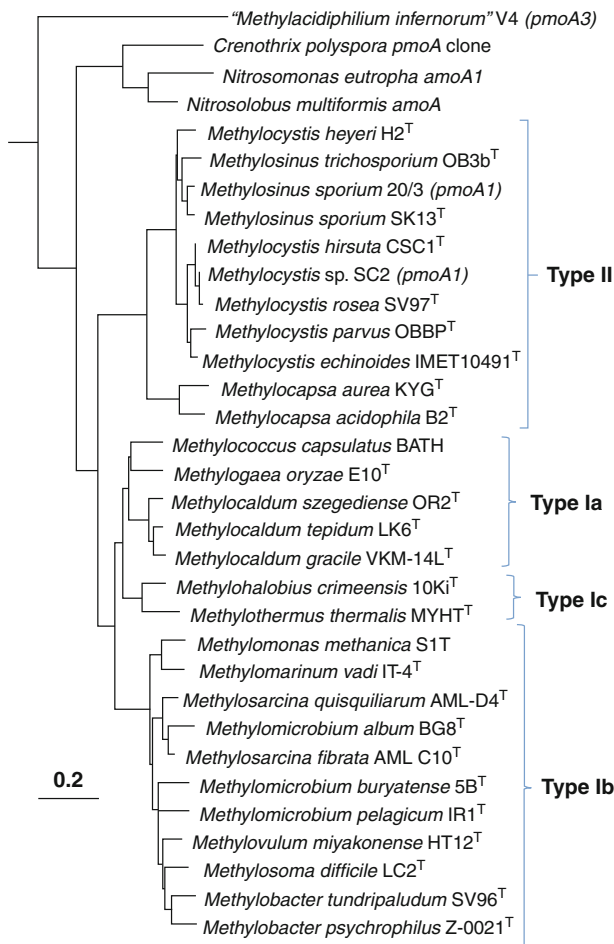 "Methylacidiphilium infernorum" V4 (pmoA3)
Crenothrix polyspora pmoA clone
Nitrosomonas eutropha amoA1
Nitrosolobus multiformis amoA
Methylocystis heyeri H2T
Methylosinus trichosporium OB3bT
Methylosinus sporium 20/3 (pmoA1)
Methylosinus sporium SK13T
Methylocystis hirsuta CSC1T
Methylocystis sp. SC2 (pmoA1)
Type II
Methylocystis rosea SV97T
Methylocystis parvus OBBPT
Methylocystis echinoides IMET10491T
Methylocapsa aurea KYGT
Methylocapsa acidophila B2T
Methylococcus capsulatus BATH
Methylogaea oryzae E10T
Methylocaldum szegediense OR2T
Type Ia
Methylocaldum tepidum LK6T
Methylocaldum gracile VKM-14LT
Methylohalobius crimeensis 10KiT
Type Ic
Methylothermus thermalis MYHTT
Methylomonas methanica S1T
Methylomarinum vadi IT-4T
Methylosarcina quisquiliarum AML-D4T
Methylomicrobium album BG8T
Methylosarcina fibrata AML C10T
0.2
Methylomicrobium buryatense 5BT
Type Ib
Methylomicrobium pelagicum IR1T
Methylovulum miyakonense HT12T
Methylosoma difficile LC2T
Methylobacter tundripaludum SV96T
Methylobacter psychrophilus Z-0021T